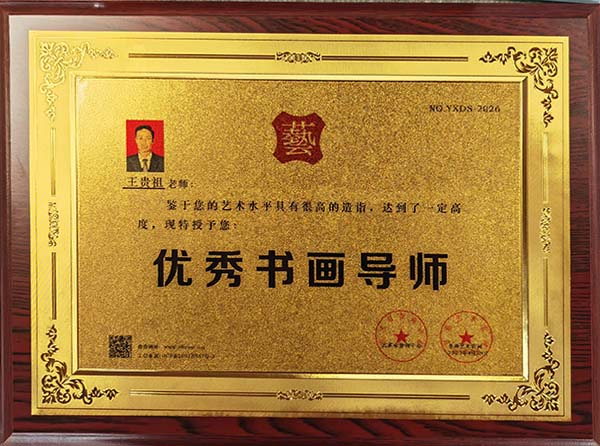 NO.YXDS-2026
藝
王贵祖 老师:
鉴于您的艺术水平具有很高的造诣，达到了一定高
度，现特授予您:
优秀书画导师